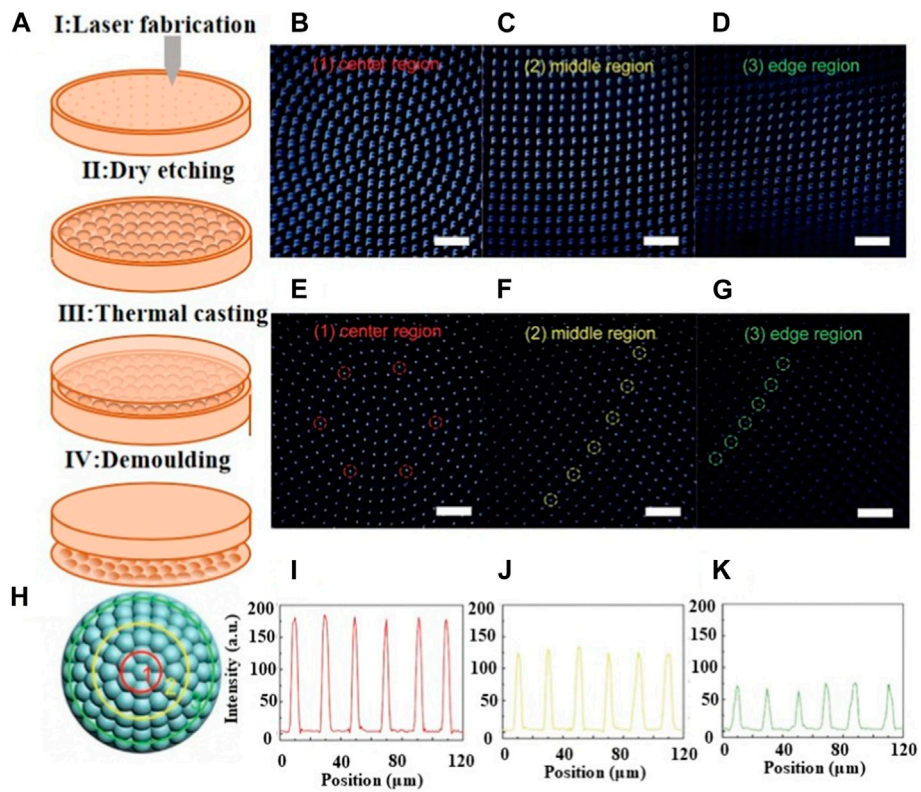 A
I:Laser fabrication
II:Dry etching
III:Thermal casting
IV:Demoulding
B
(1) center region
C
(2) middle region
D
(3) edge region
E
(1) center region
F
(2) middle region
G
(3) edge region
H
1
2
I
200
150
100
50
0
Intensity (a.u.)
0 40 80 120
Position (μm)
J
200
150
100
50
0
0 40 80 120
Position (μm)
K
200
150
100
50
0
0 40 80 120
Position (μm)